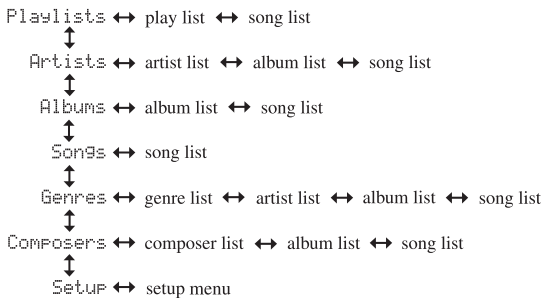 Playlists ↔ play list ↔ song list
Artists ↔ artist list ↔ album list ↔ song list
Albums ↔ album list ↔ song list
Songs ↔ song list
Genres ↔ genre list ↔ artist list ↔ album list ↔ song list
Composers ↔ composer list ↔ album list ↔ song list
Setup ↔ setup menu